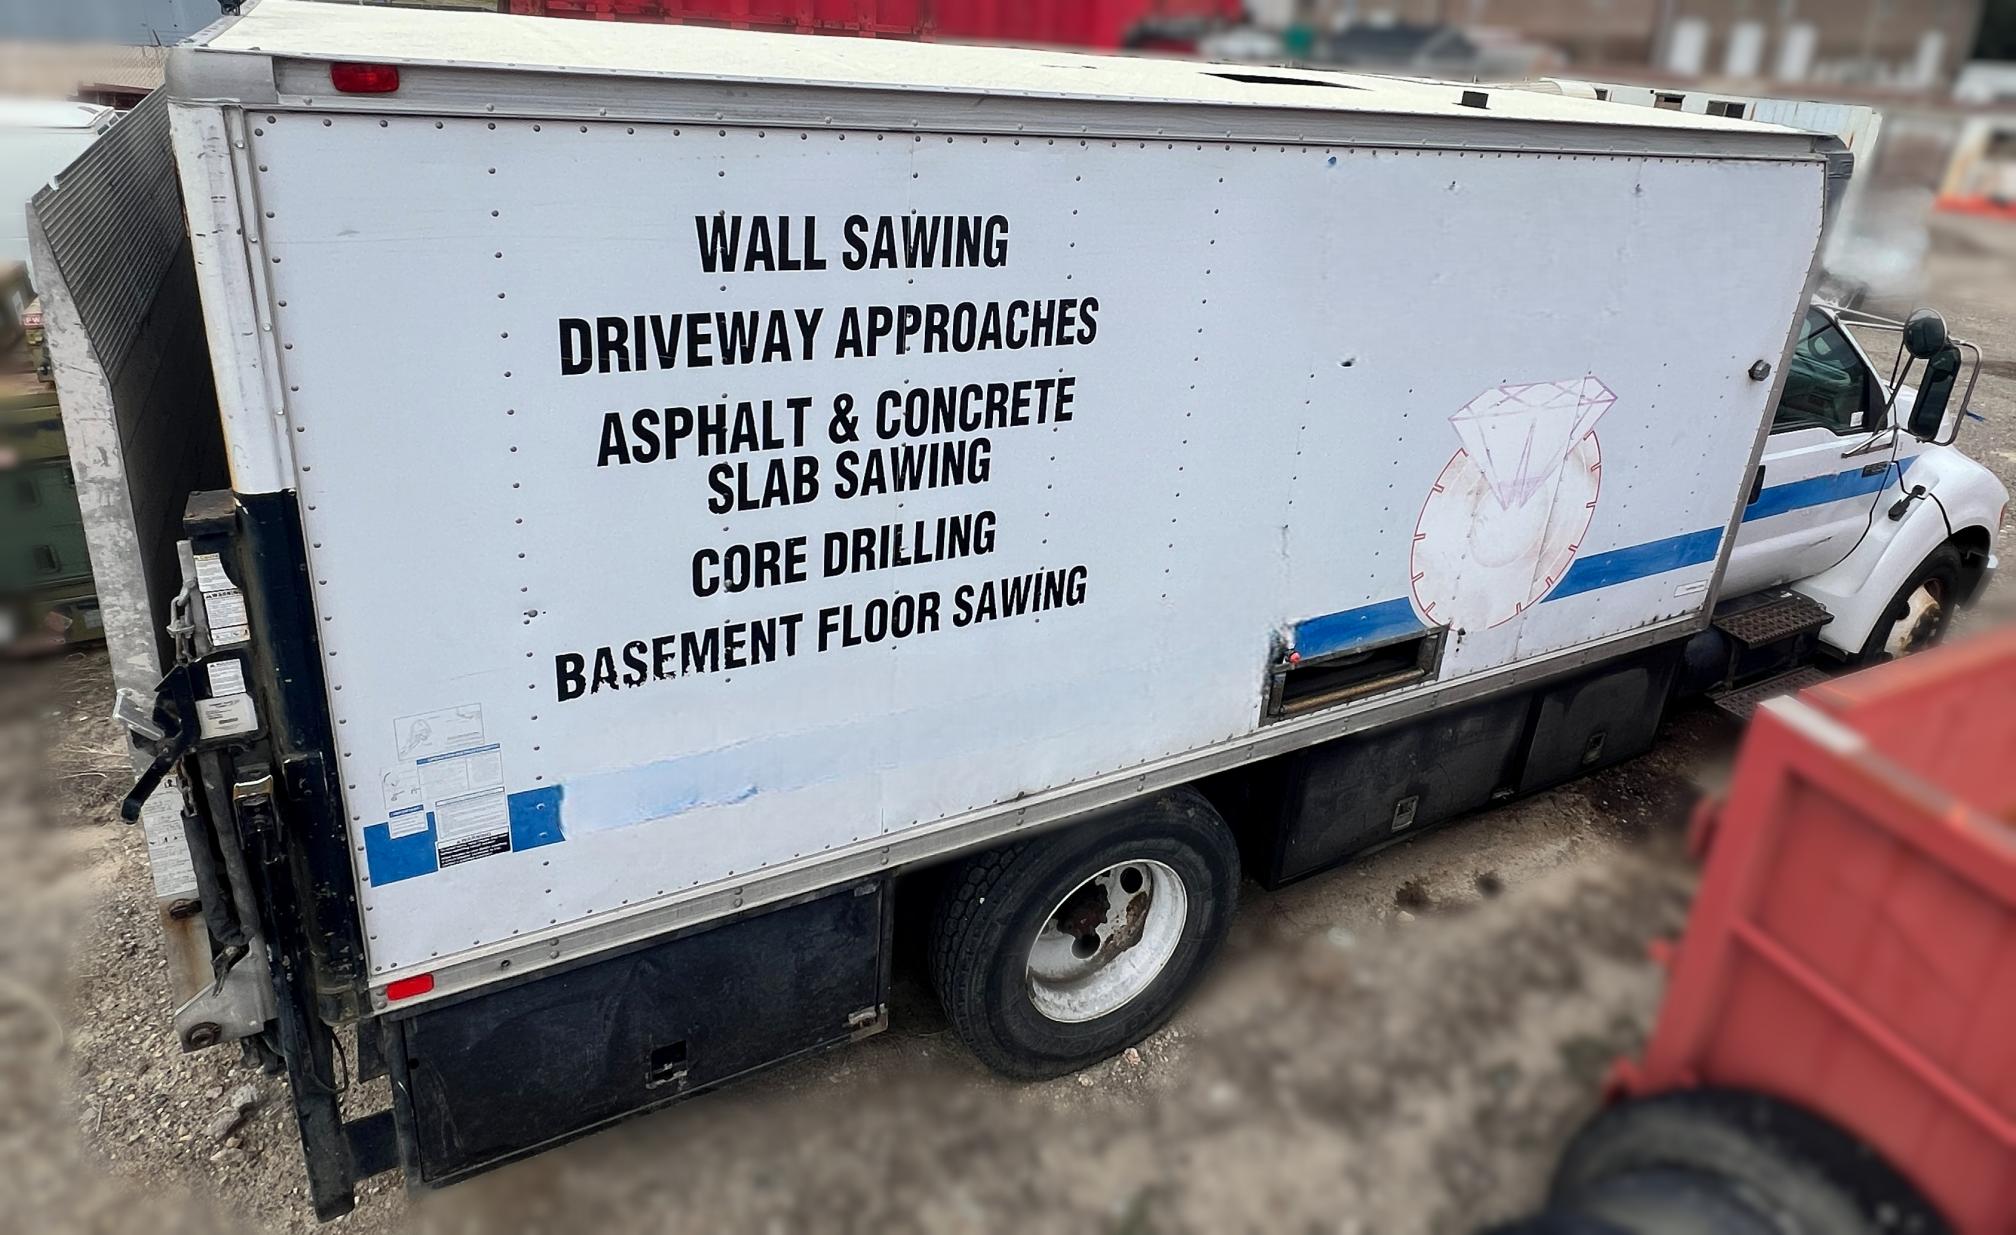 WALL SAWING
DRIVEWAY APPROACHES
ASPHALT & CONCRETE
SLAB SAWING
CORE DRILLING
BASEMENT FLOOR SAWING